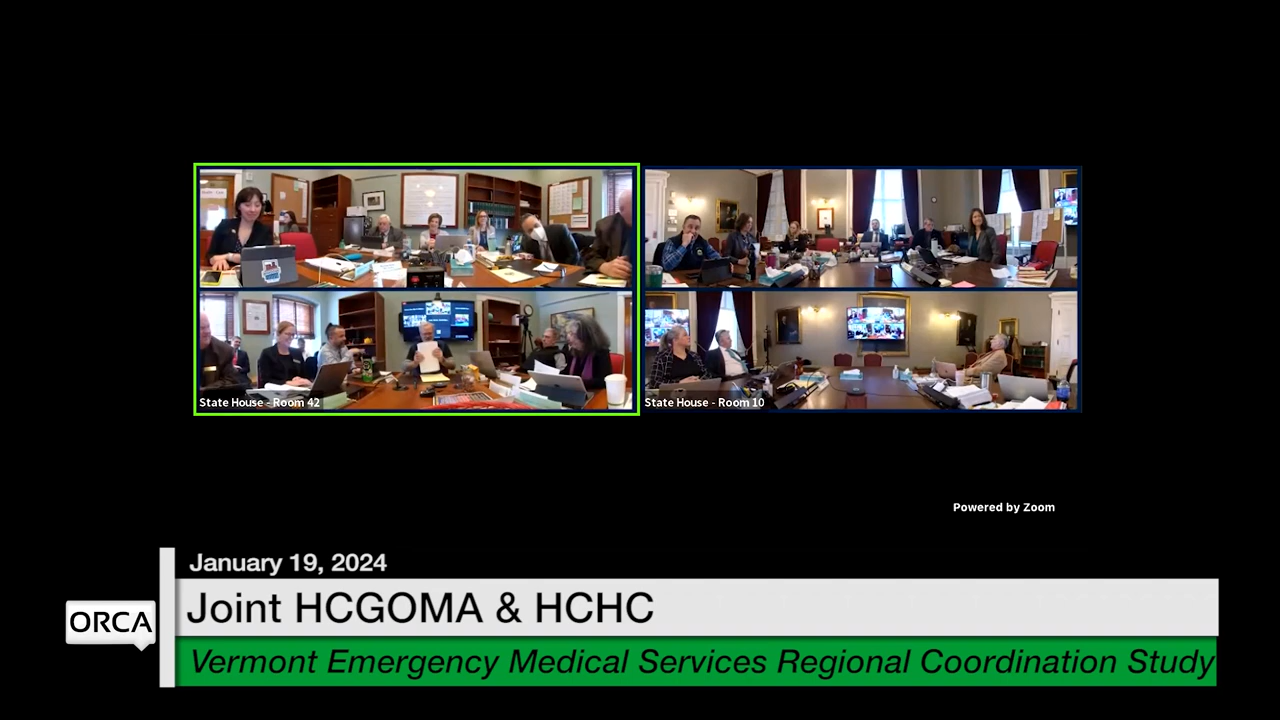 State House - Room 42
State House - Room 10
Powered by Zoom
January 19, 2024
ORCA
Joint HCGOMA & HCHC
Vermont Emergency Medical Services Regional Coordination Study